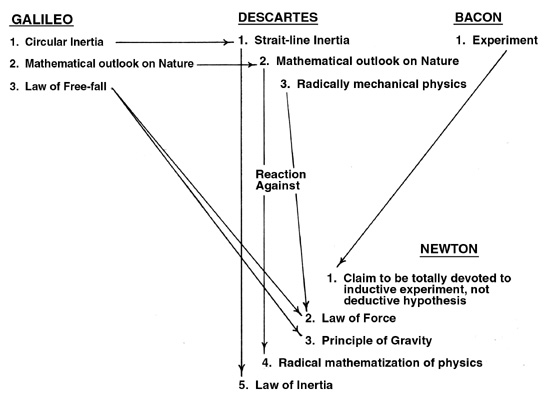 GALILEO
1. Circular Inertia
2. Mathematical outlook on Nature
3. Law of Free-fall
DESCARTES
1. Strait-line Inertia
2. Mathematical outlook on Nature
3. Radically mechanical physics
BACON
1. Experiment
Reaction
Against
NEWTON
1. Claim to be totally devoted to
inductive experiment, not
deductive hypothesis
2. Law of Force
3. Principle of Gravity
4. Radical mathematization of physics
5. Law of Inertia